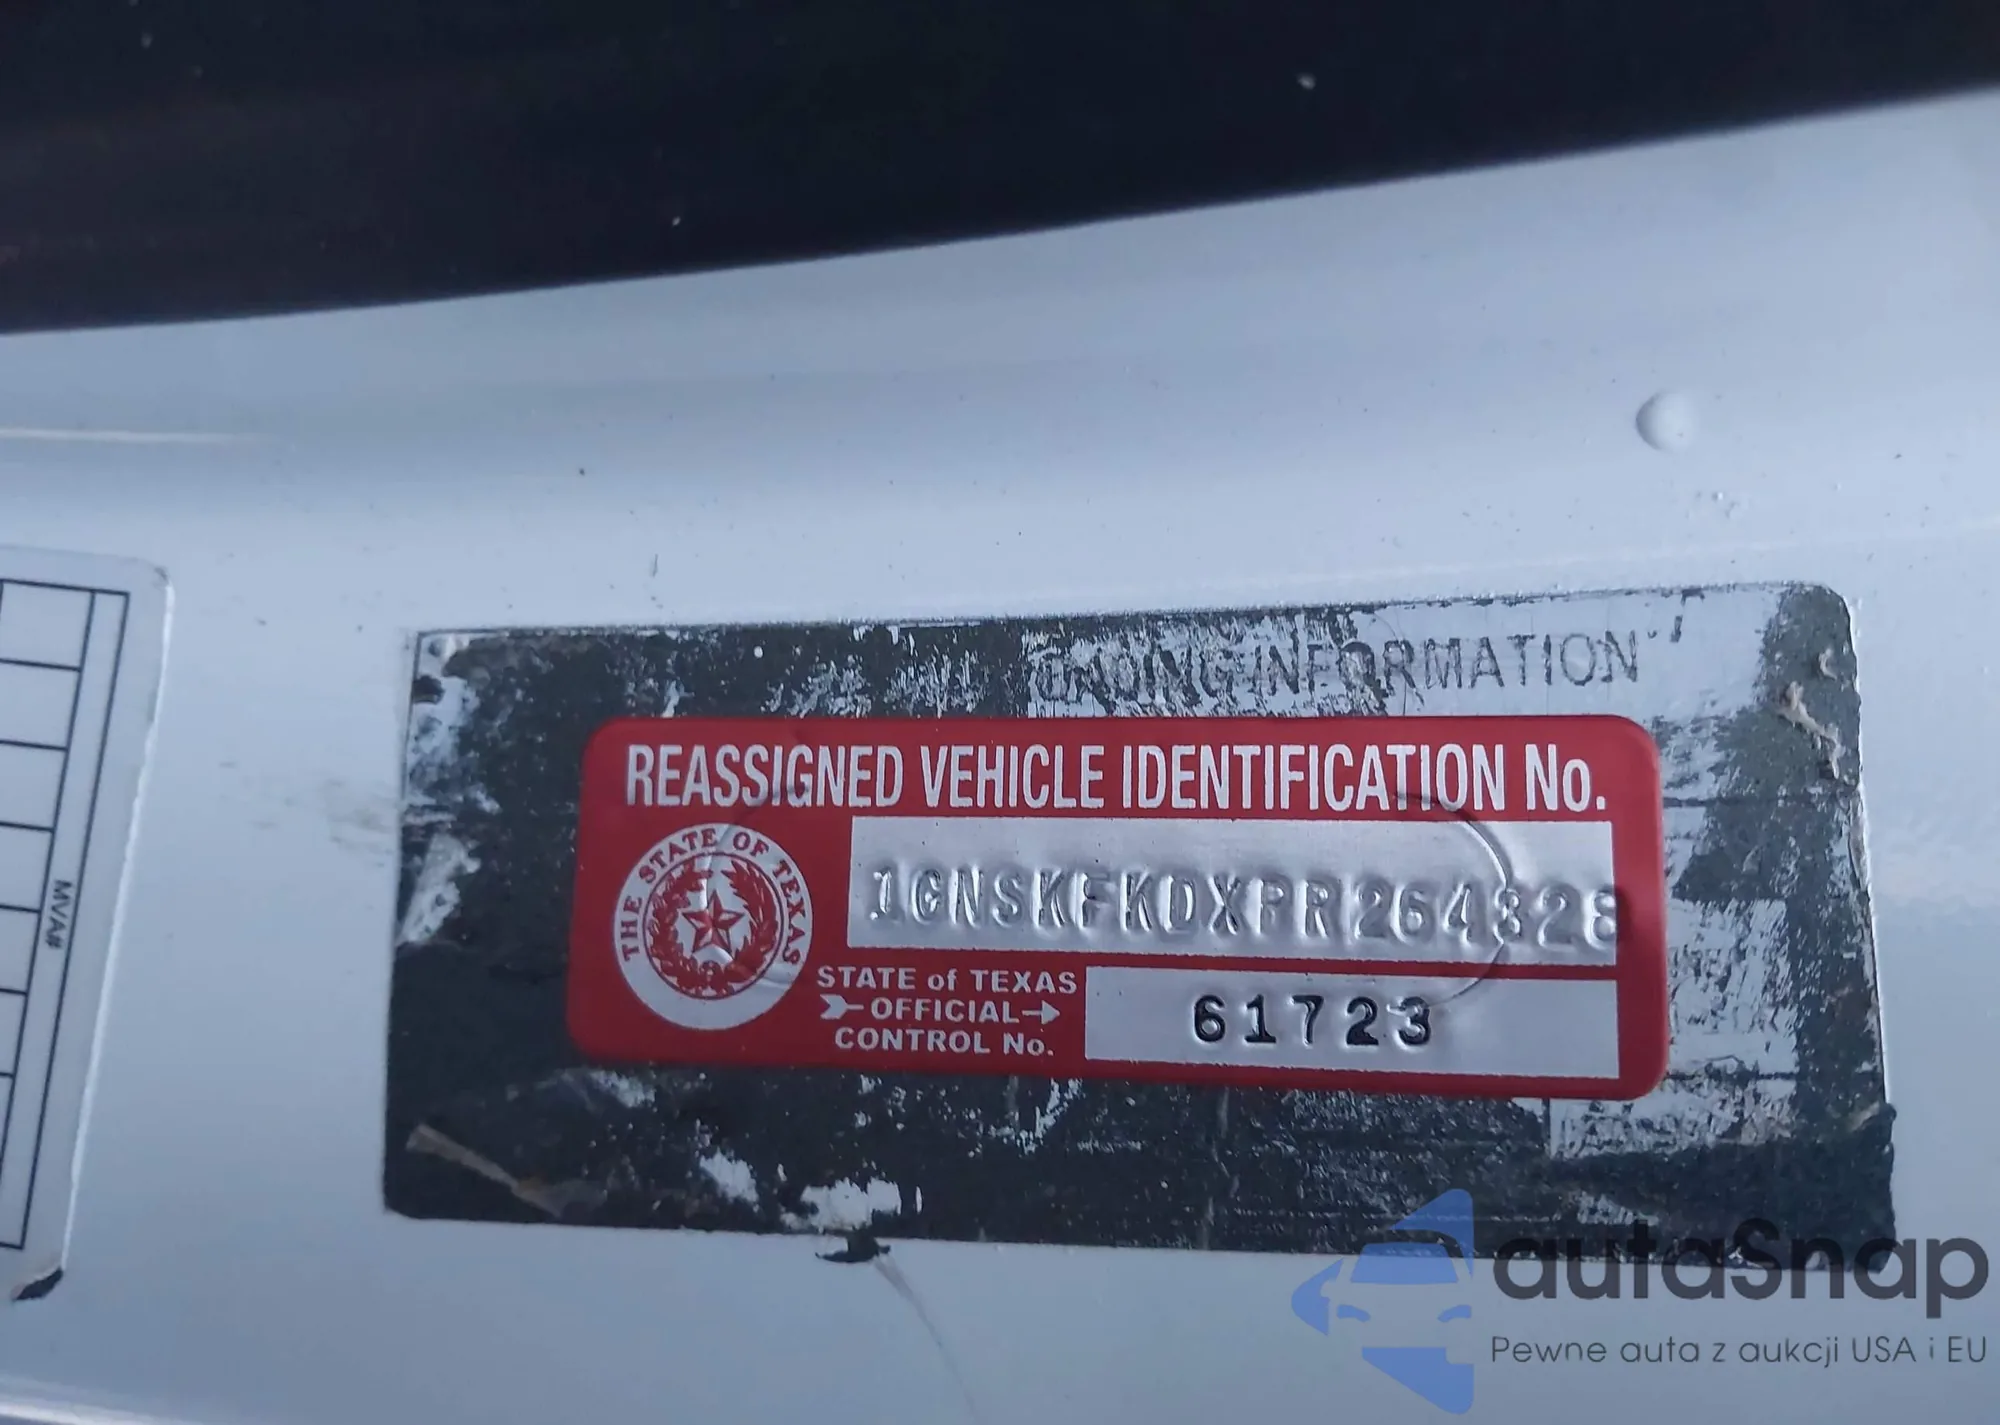 LOADING INFORMATION
REASSIGNED VEHICLE IDENTIFICATION No.
THE STATE OF TEXAS
1GNSKFKDXPR264328
STATE of TEXAS
OFFICIAL
CONTROL No.
61723
MVA#
autaSnap
Pewne auta z aukcji USA i EU